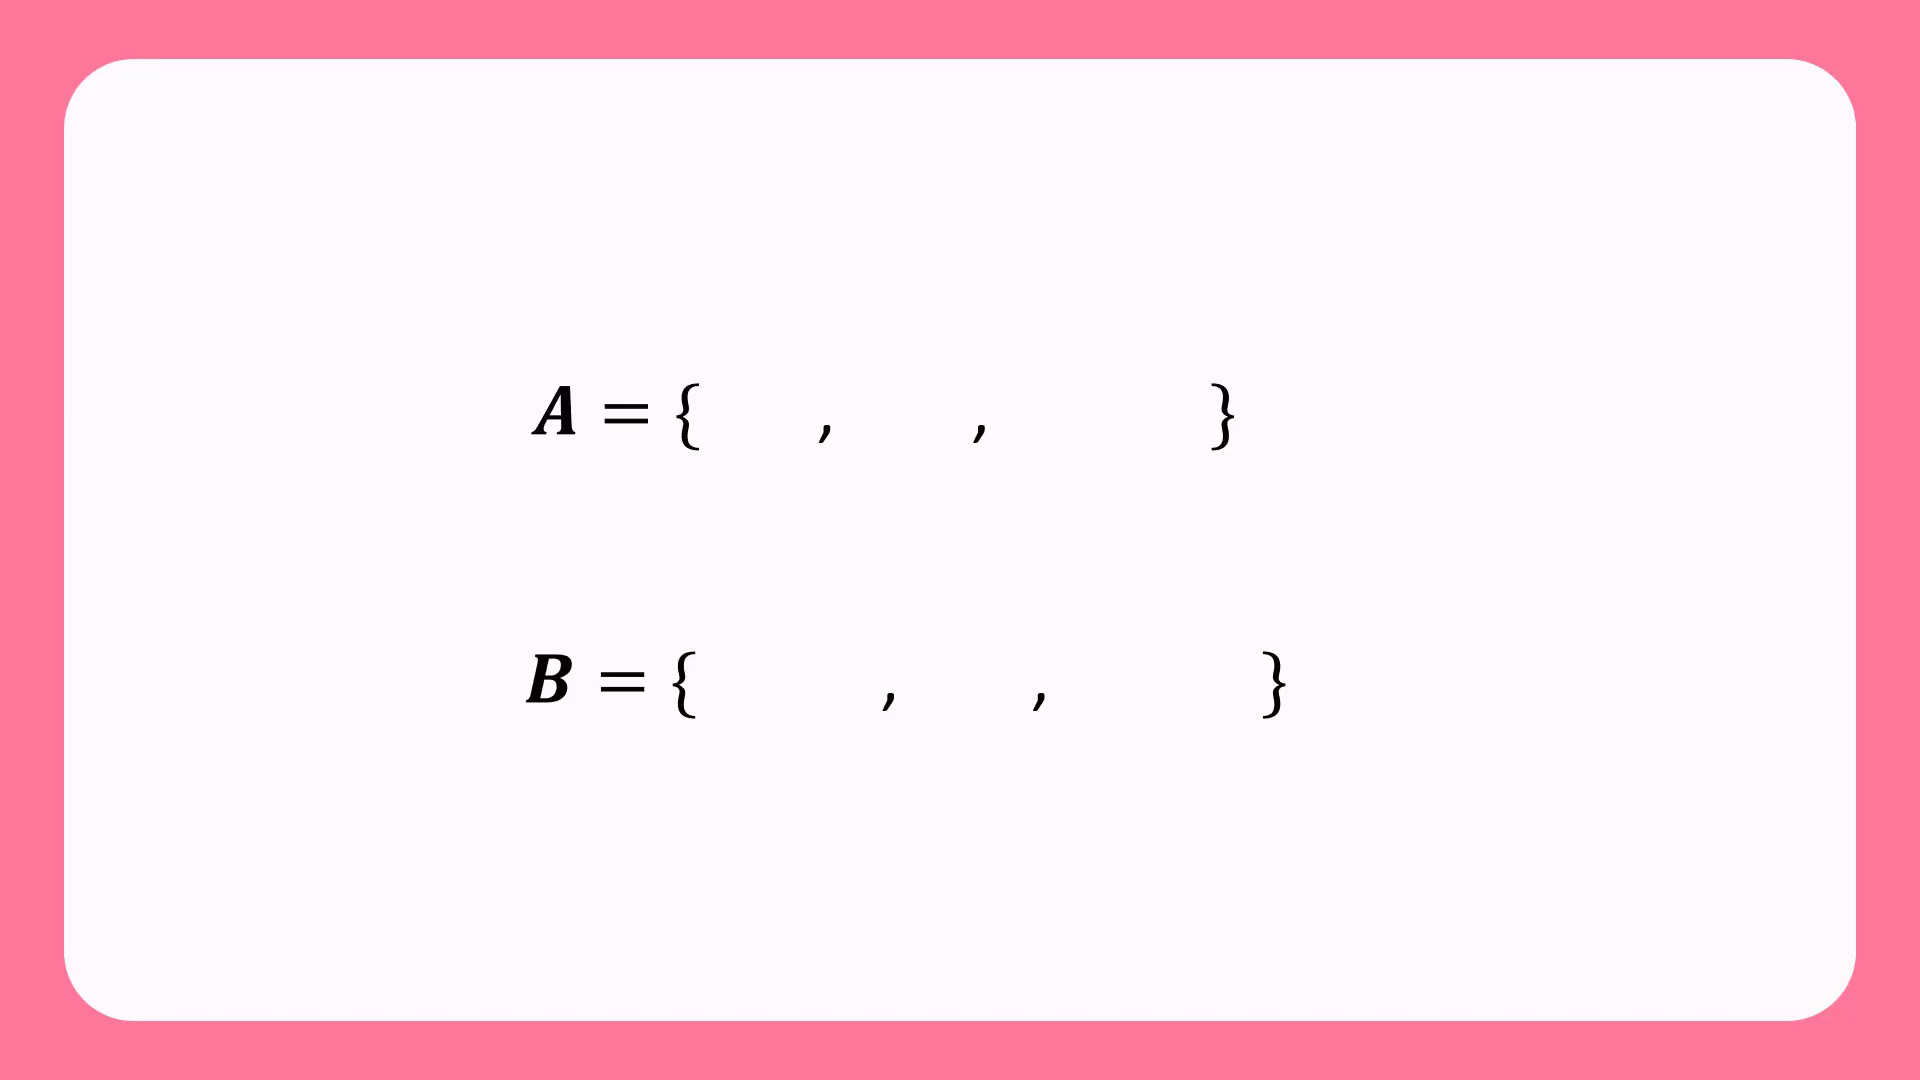 A = { , , }
B = { , , }